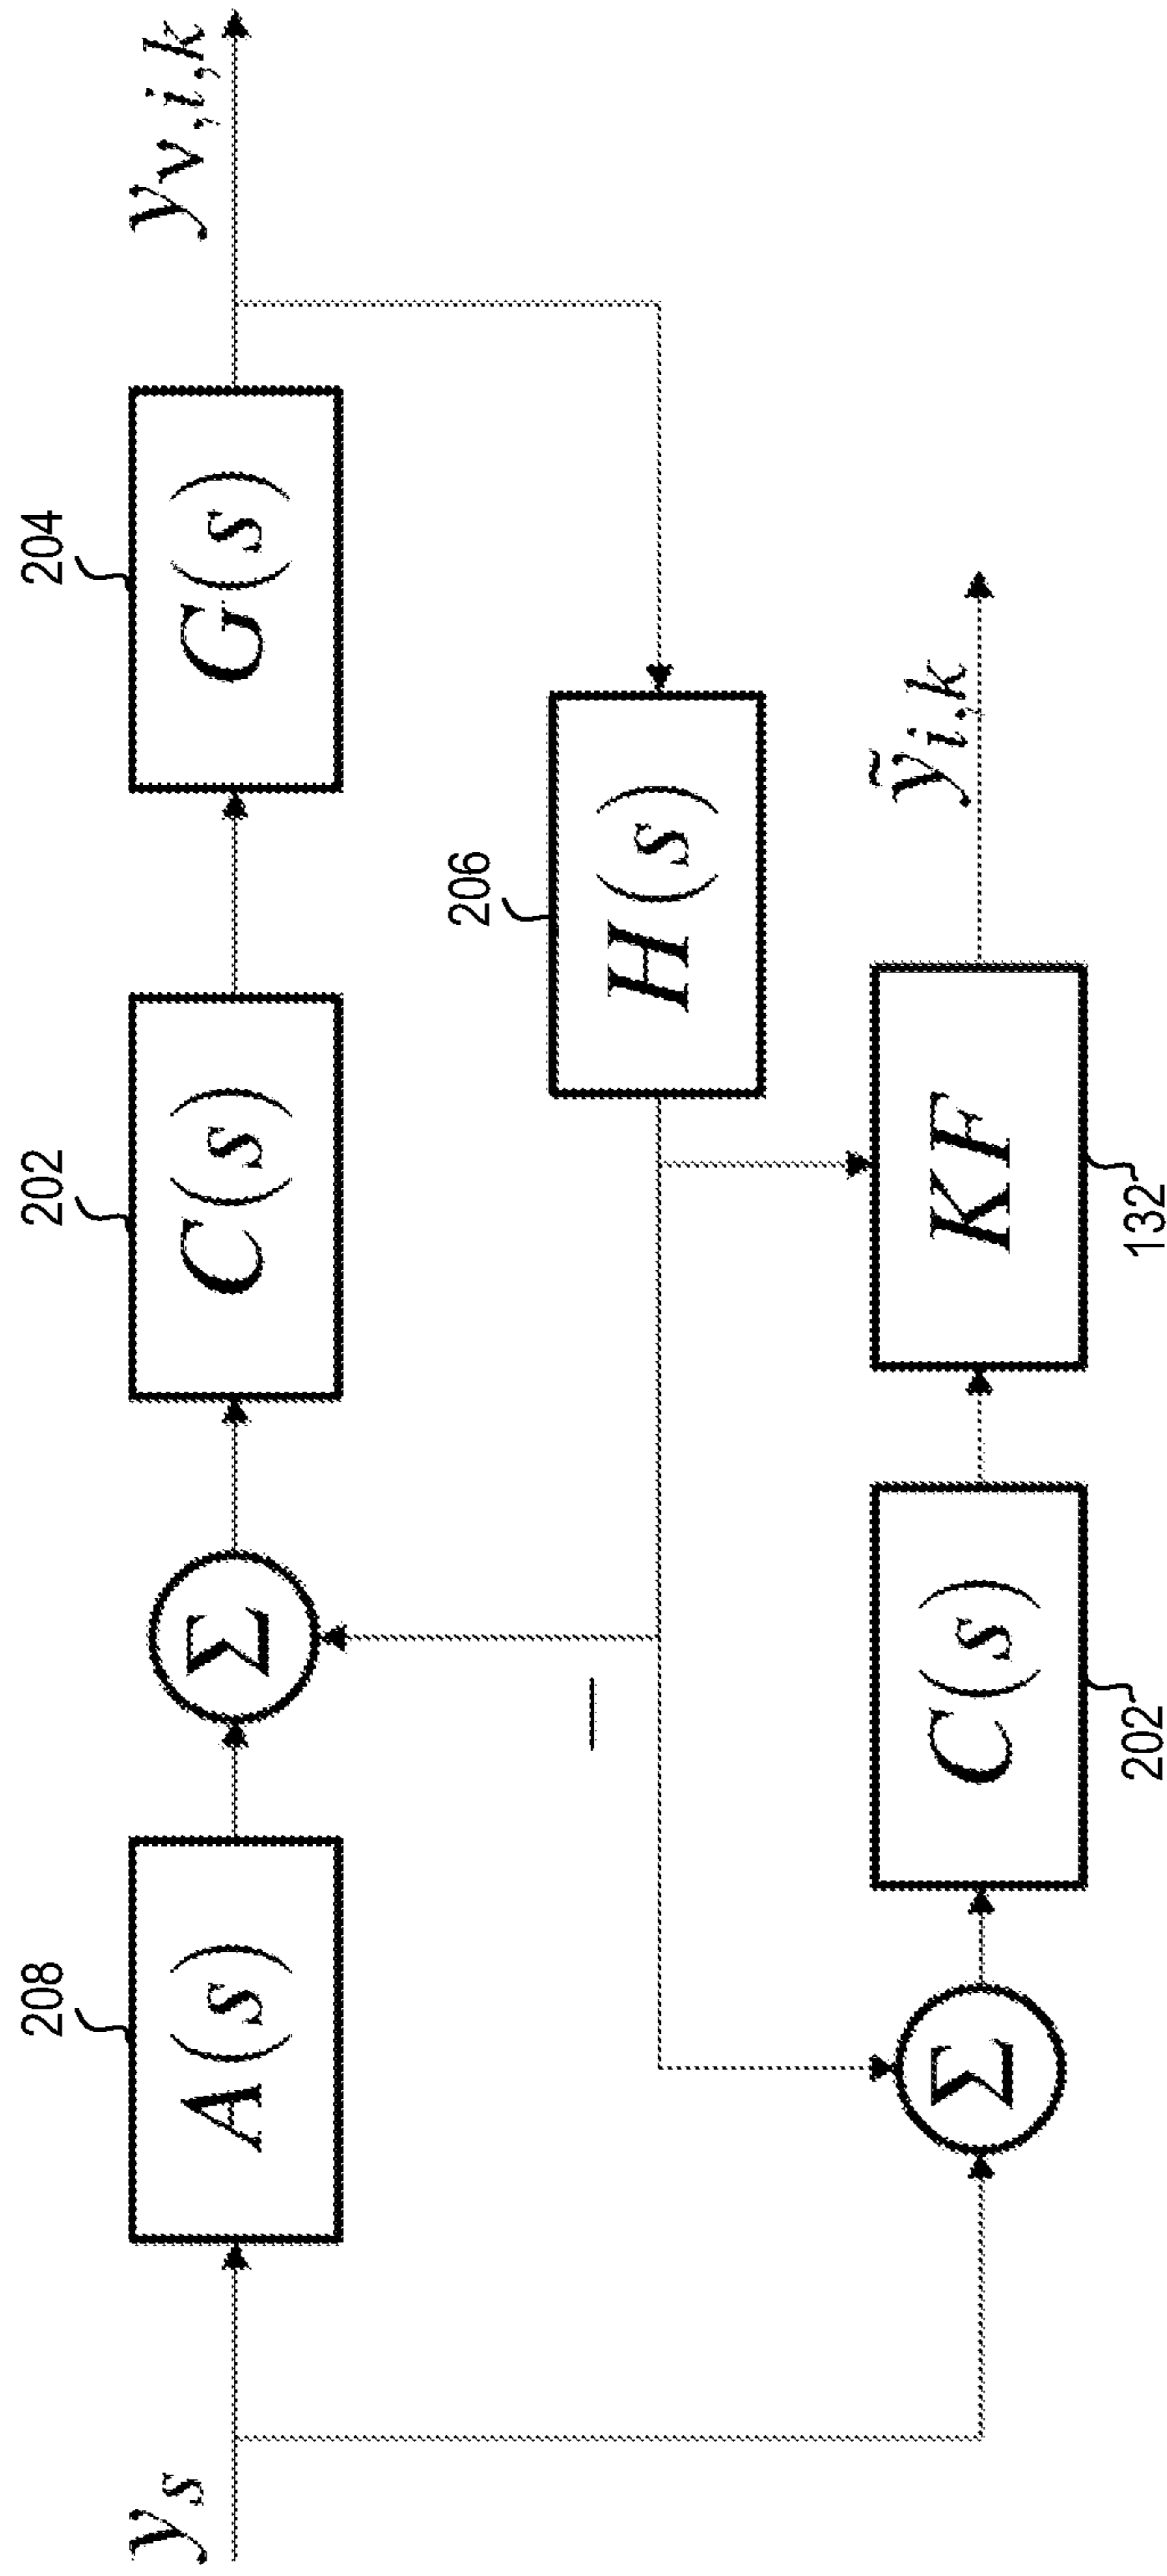 208
202
204
y_s
A(s)
Σ
C(s)
G(s)
y_{v,i,k}
−
206
H(s)
Σ
C(s)
KF
ỹ_{i,k}
202
132